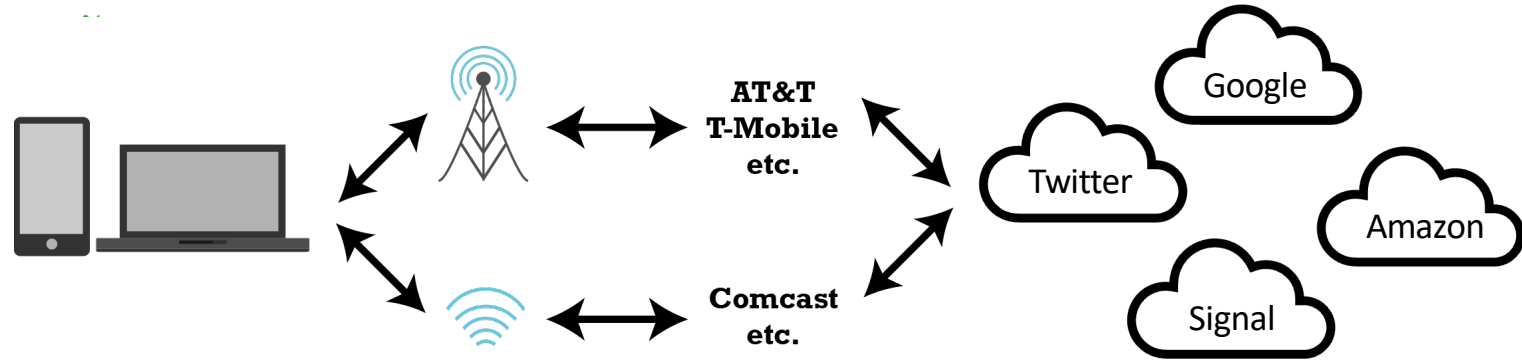 AT&T
T-Mobile
etc.
Comcast
etc.
Google
Twitter
Amazon
Signal